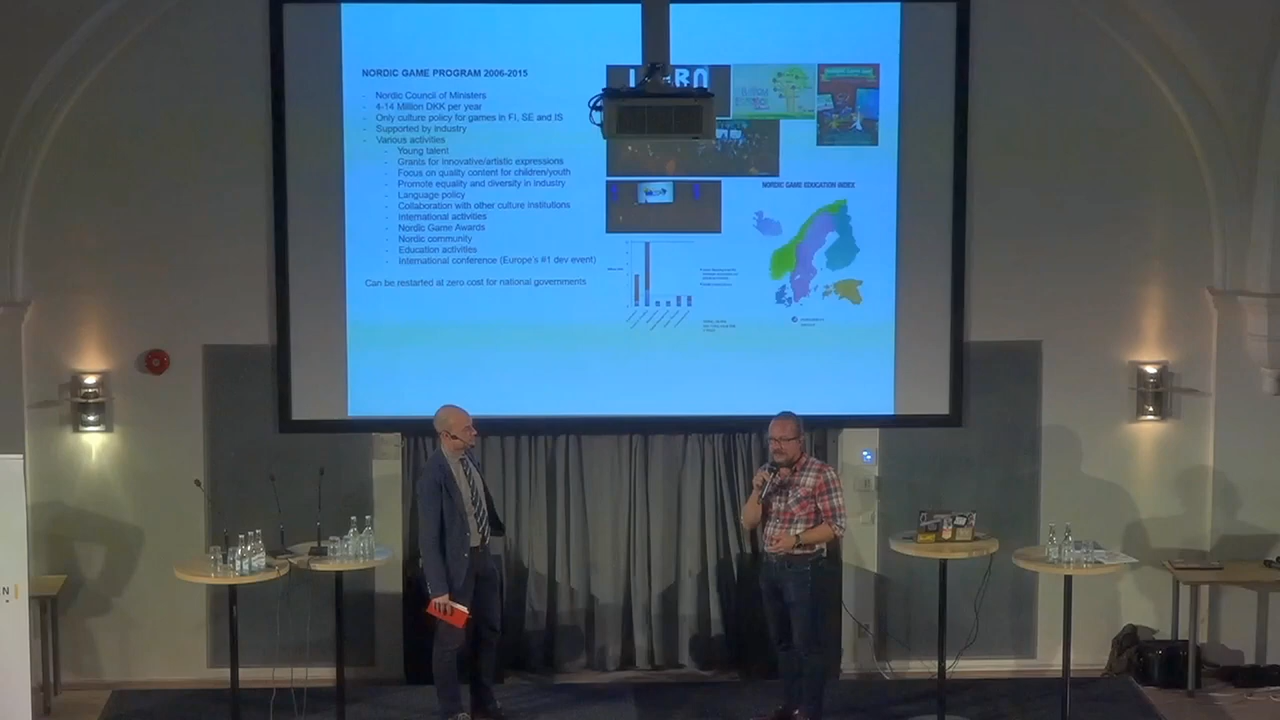 NORDIC GAME PROGRAM 2006-2015
- Nordic Council of Ministers
- 4-14 Million DKK per year
- Only culture policy for games in FI, SE and IS
- Supported by industry
- Various activities
- Young talent
- Grants for innovative/artistic expressions
- Focus on quality content for children/youth
- Promote equality and diversity in industry
- Language policy
- Collaboration with other culture institutions
- International activities
- Nordic Game Awards
- Nordic community
- Education activities
- International conference (Europe's #1 dev event)
Can be restarted at zero cost for national governments
NORDIC GAME EDUCATION INDEX